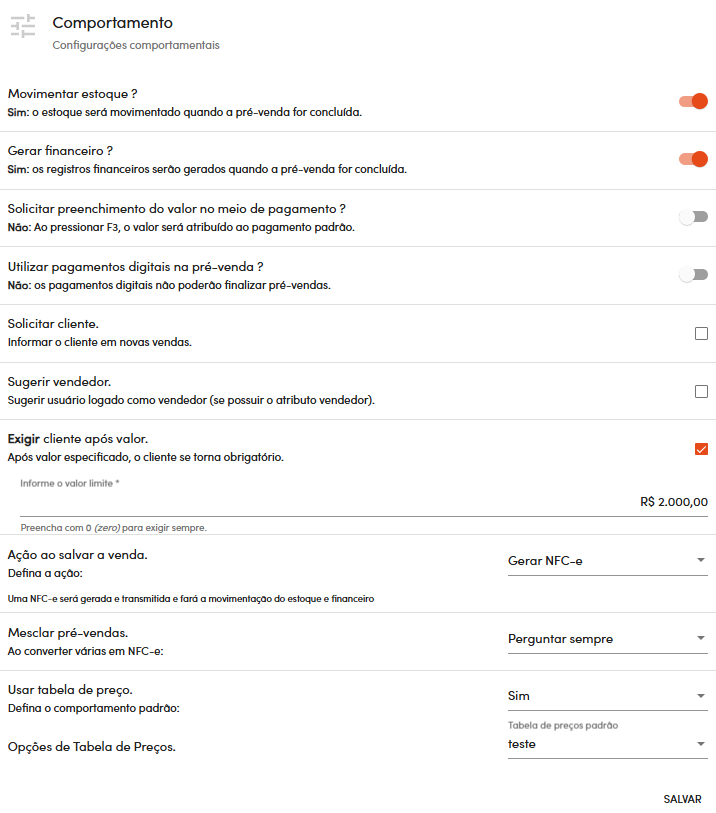 Comportamento
Configurações comportamentais
Movimentar estoque ?
Sim: o estoque será movimentado quando a pré-venda for concluída.
Gerar financeiro ?
Sim: os registros financeiros serão gerados quando a pré-venda for concluída.
Solicitar preenchimento do valor no meio de pagamento ?
Não: Ao pressionar F3, o valor será atribuído ao pagamento padrão.
Utilizar pagamentos digitais na pré-venda ?
Não: os pagamentos digitais não poderão finalizar pré-vendas.
Solicitar cliente.
Informar o cliente em novas vendas.
Sugerir vendedor.
Sugerir usuário logado como vendedor (se possuir o atributo vendedor).
Exigir cliente após valor.
Após valor especificado, o cliente se torna obrigatório.
Informe o valor limite *
R$ 2.000,00
Preencha com 0 (zero) para exigir sempre.
Ação ao salvar a venda.
Defina a ação:
Gerar NFC-e
Uma NFC-e será gerada e transmitida e fará a movimentação do estoque e financeiro
Mesclar pré-vendas.
Ao converter várias em NFC-e:
Perguntar sempre
Usar tabela de preço.
Defina o comportamento padrão:
Sim
Tabela de preços padrão
Opções de Tabela de Preços.
teste
SALVAR